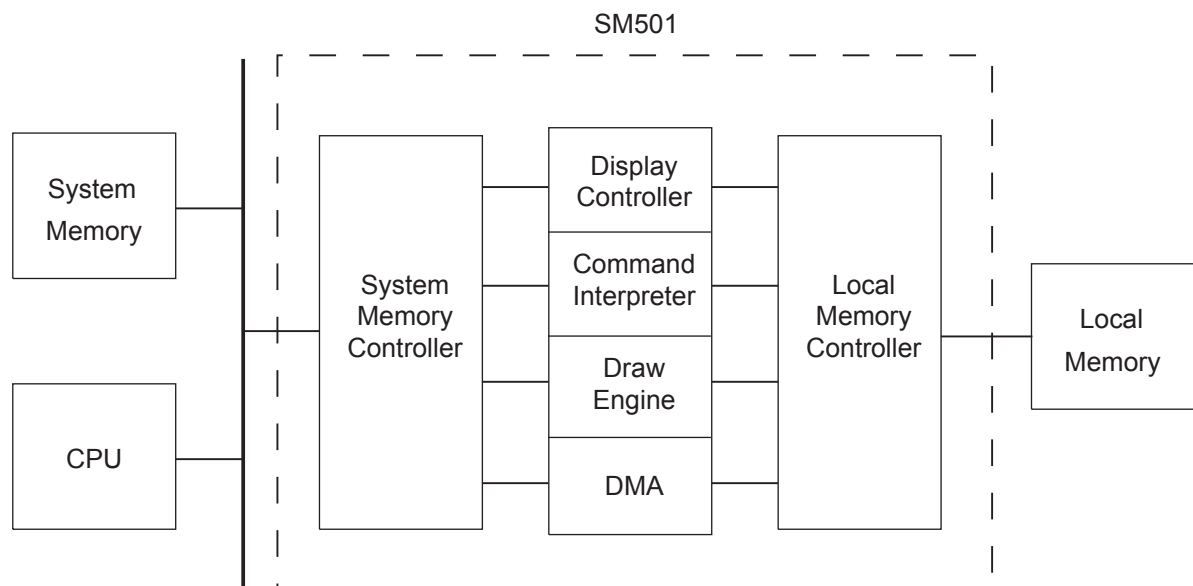 SM501
System
Memory
CPU
System
Memory
Controller
Display
Controller
Command
Interpreter
Draw
Engine
DMA
Local
Memory
Controller
Local
Memory